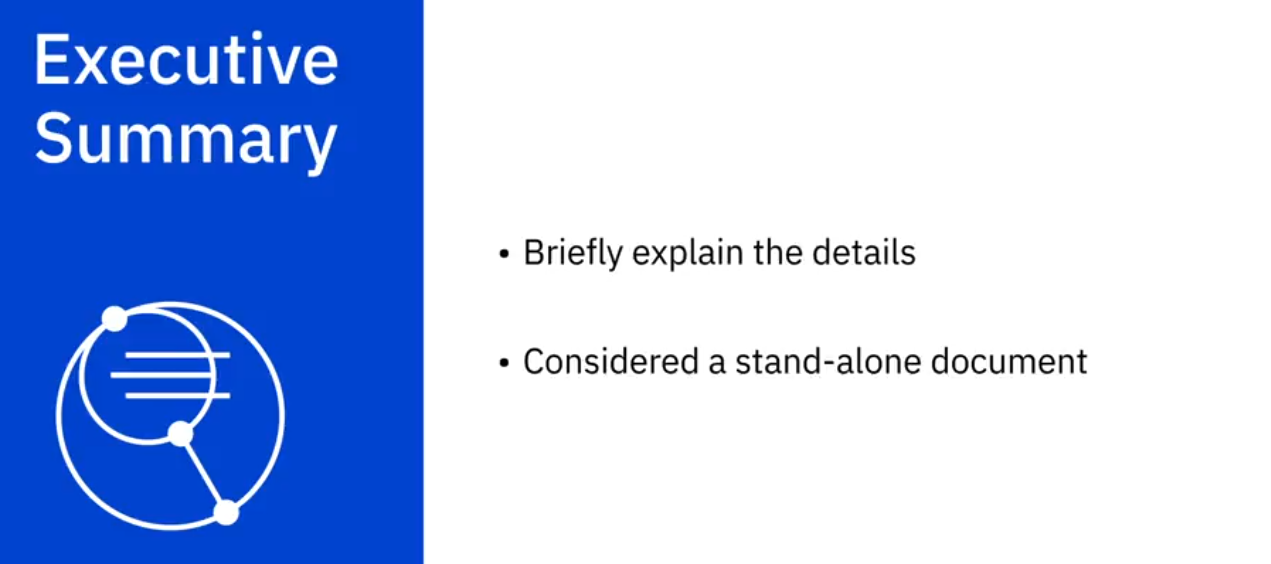 Executive
Summary
• Briefly explain the details
• Considered a stand-alone document